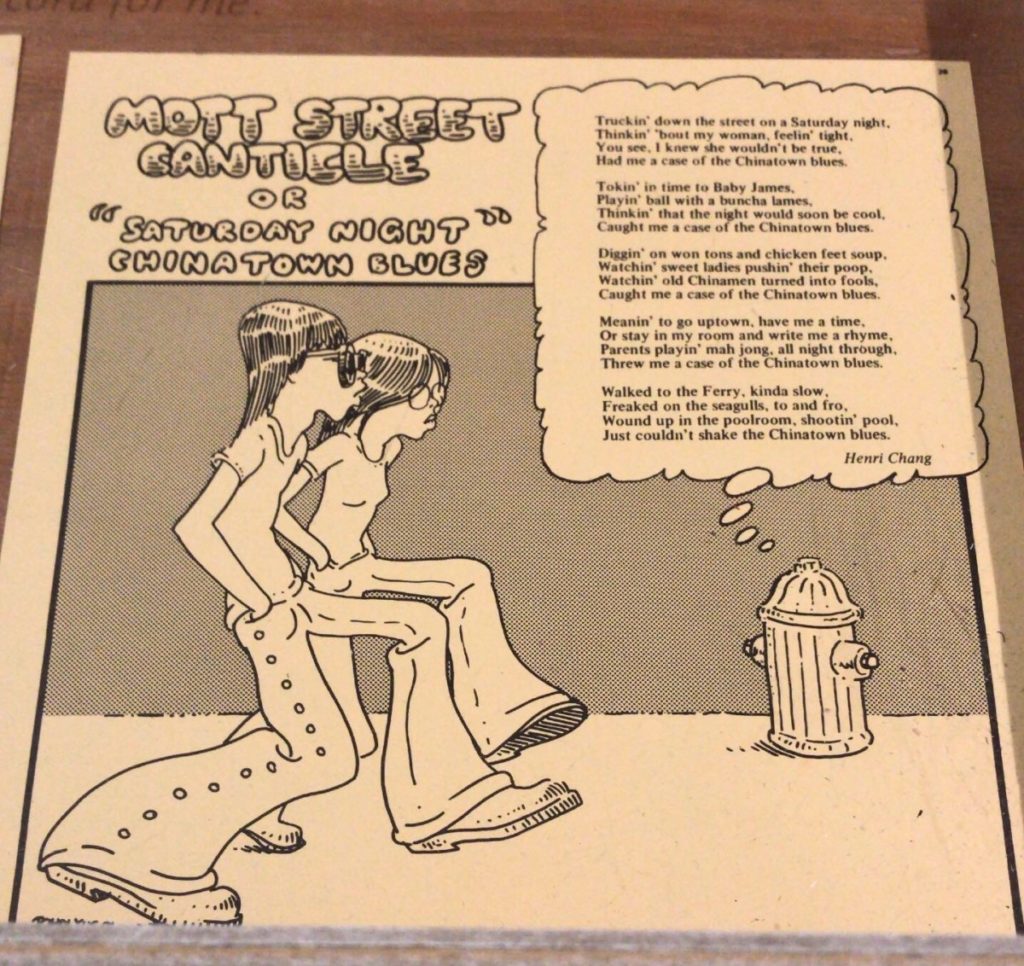 cord for me.
MOTT STREET
CANTICLE
OR
"SATURDAY NIGHT"
CHINATOWN BLUES
Truckin' down the street on a Saturday night,
Thinkin' 'bout my woman, feelin' tight,
You see, I knew she wouldn't be true,
Had me a case of the Chinatown blues.
Tokin' in time to Baby James,
Playin' ball with a buncha lames,
Thinkin' that the night would soon be cool,
Caught me a case of the Chinatown blues.
Diggin' on won tons and chicken feet soup,
Watchin' sweet ladies pushin' their poop,
Watchin' old Chinamen turned into fools,
Caught me a case of the Chinatown blues.
Meanin' to go uptown, have me a time,
Or stay in my room and write me a rhyme,
Parents playin' mah jong, all night through,
Threw me a case of the Chinatown blues.
Walked to the Ferry, kinda slow,
Freaked on the seagulls, to and fro,
Wound up in the poolroom, shootin' pool,
Just couldn't shake the Chinatown blues.
Henri Chang